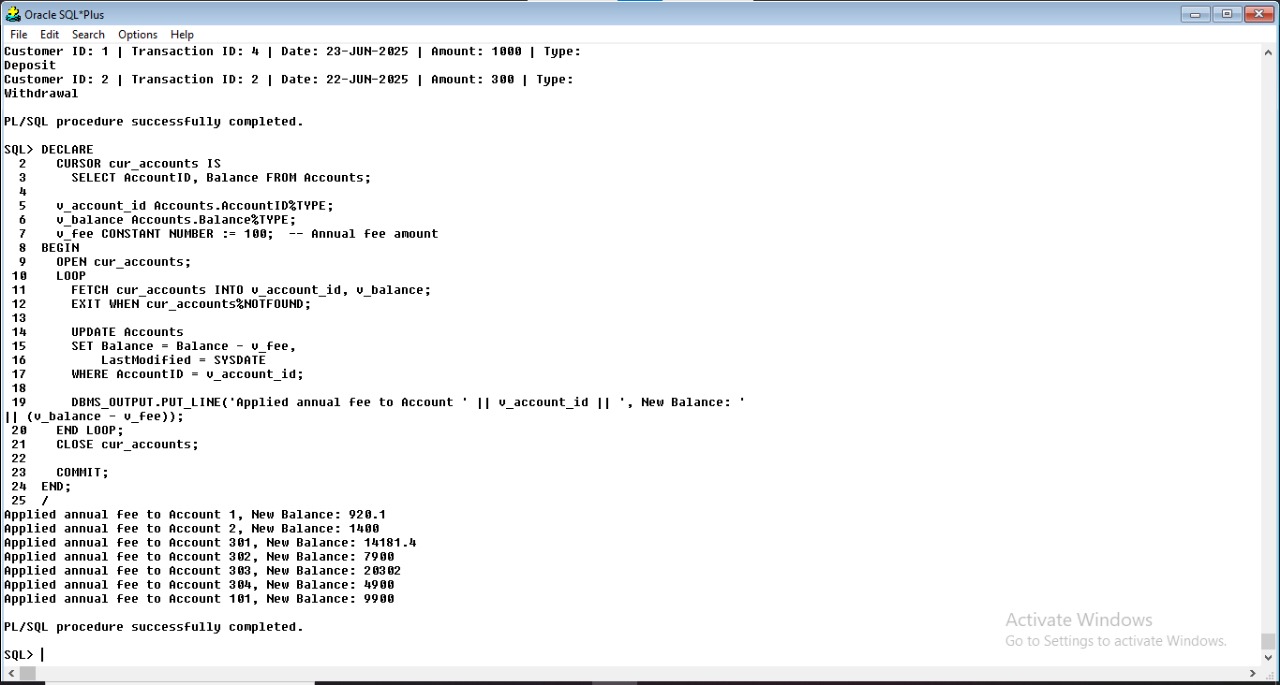 Oracle SQL*Plus
File Edit Search Options Help
Customer ID: 1 | Transaction ID: 4 | Date: 23-JUN-2025 | Amount: 1000 | Type:
Deposit
Customer ID: 2 | Transaction ID: 2 | Date: 22-JUN-2025 | Amount: 300 | Type:
Withdrawal
PL/SQL procedure successfully completed.
SQL> DECLARE
2 CURSOR cur_accounts IS
3 SELECT AccountID, Balance FROM Accounts;
4
5 v_account_id Accounts.AccountID%TYPE;
6 v_balance Accounts.Balance%TYPE;
7 v_fee CONSTANT NUMBER := 100; -- Annual fee amount
8 BEGIN
9 OPEN cur_accounts;
10 LOOP
11 FETCH cur_accounts INTO v_account_id, v_balance;
12 EXIT WHEN cur_accounts%NOTFOUND;
13
14 UPDATE Accounts
15 SET Balance = Balance - v_fee,
16 LastModified = SYSDATE
17 WHERE AccountID = v_account_id;
18
19 DBMS_OUTPUT.PUT_LINE('Applied annual fee to Account ' || v_account_id || ', New Balance: '
|| (v_balance - v_fee));
20 END LOOP;
21 CLOSE cur_accounts;
22
23 COMMIT;
24 END;
25 /
Applied annual fee to Account 1, New Balance: 920.1
Applied annual fee to Account 2, New Balance: 1400
Applied annual fee to Account 301, New Balance: 14181.4
Applied annual fee to Account 302, New Balance: 7900
Applied annual fee to Account 303, New Balance: 20302
Applied annual fee to Account 304, New Balance: 4900
Applied annual fee to Account 101, New Balance: 9900
PL/SQL procedure successfully completed.
SQL>
Activate Windows
Go to Settings to activate Windows.